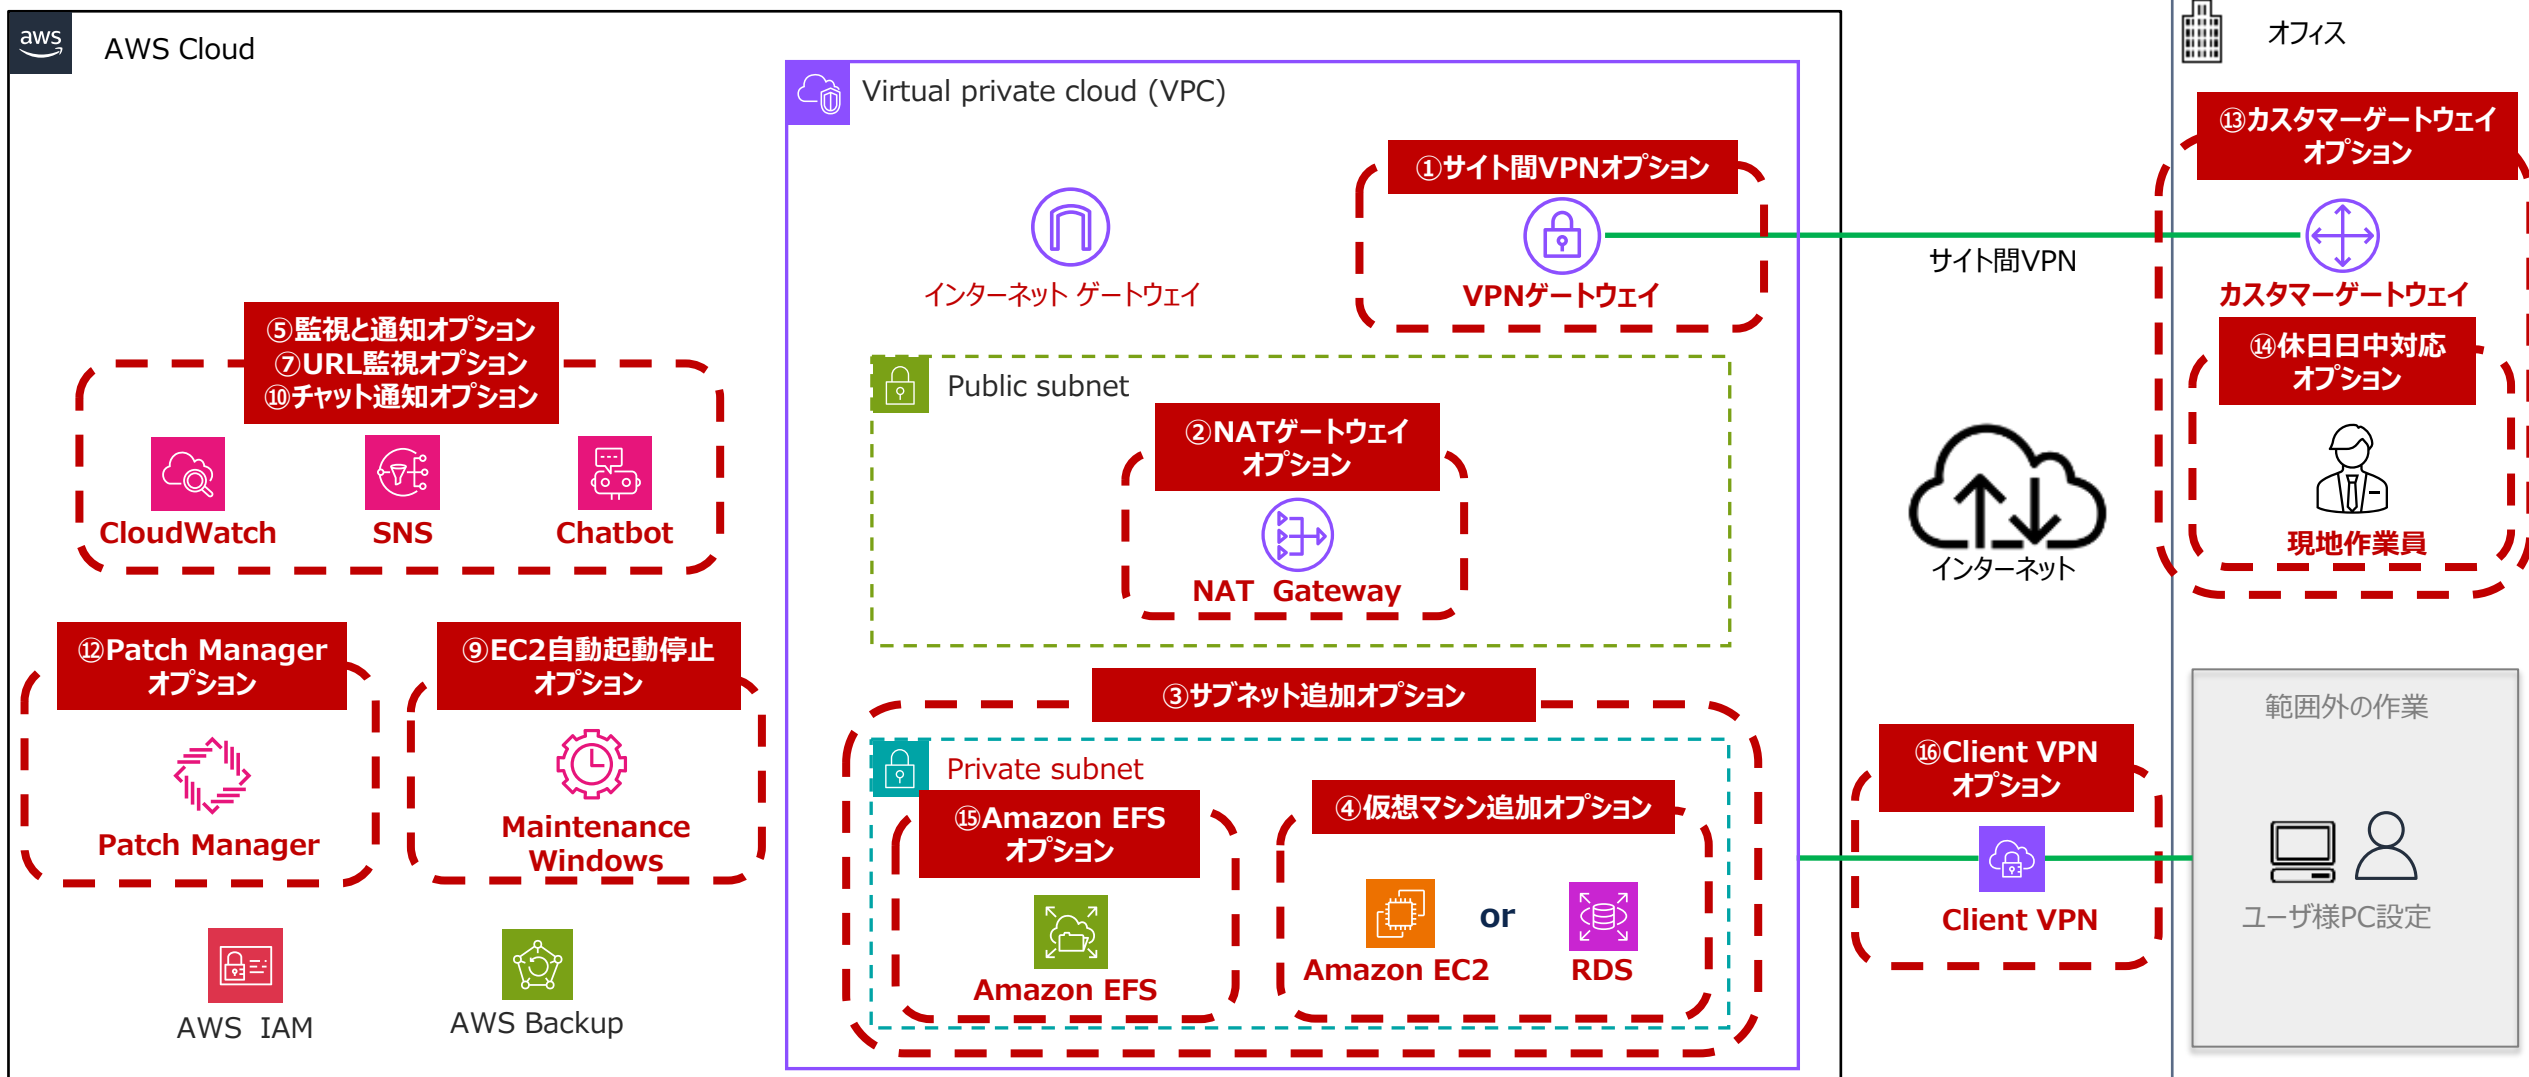 aws
AWS Cloud
Virtual private cloud (VPC)
オフィス
⑬カスタマーゲートウェイ
オプション
①サイト間VPNオプション
インターネット ゲートウェイ
VPNゲートウェイ
サイト間VPN
カスタマーゲートウェイ
⑤監視と通知オプション
⑦URL監視オプション
⑩チャット通知オプション
CloudWatch
SNS
Chatbot
Public subnet
②NATゲートウェイ
オプション
NAT Gateway
インターネット
⑭休日日中対応
オプション
現地作業員
⑫Patch Manager
オプション
Patch Manager
⑨EC2自動起動停止
オプション
Maintenance
Windows
③サブネット追加オプション
Private subnet
⑮Amazon EFS
オプション
Amazon EFS
④仮想マシン追加オプション
Amazon EC2
or
RDS
⑯Client VPN
オプション
Client VPN
範囲外の作業
ユーザ様PC設定
AWS IAM
AWS Backup